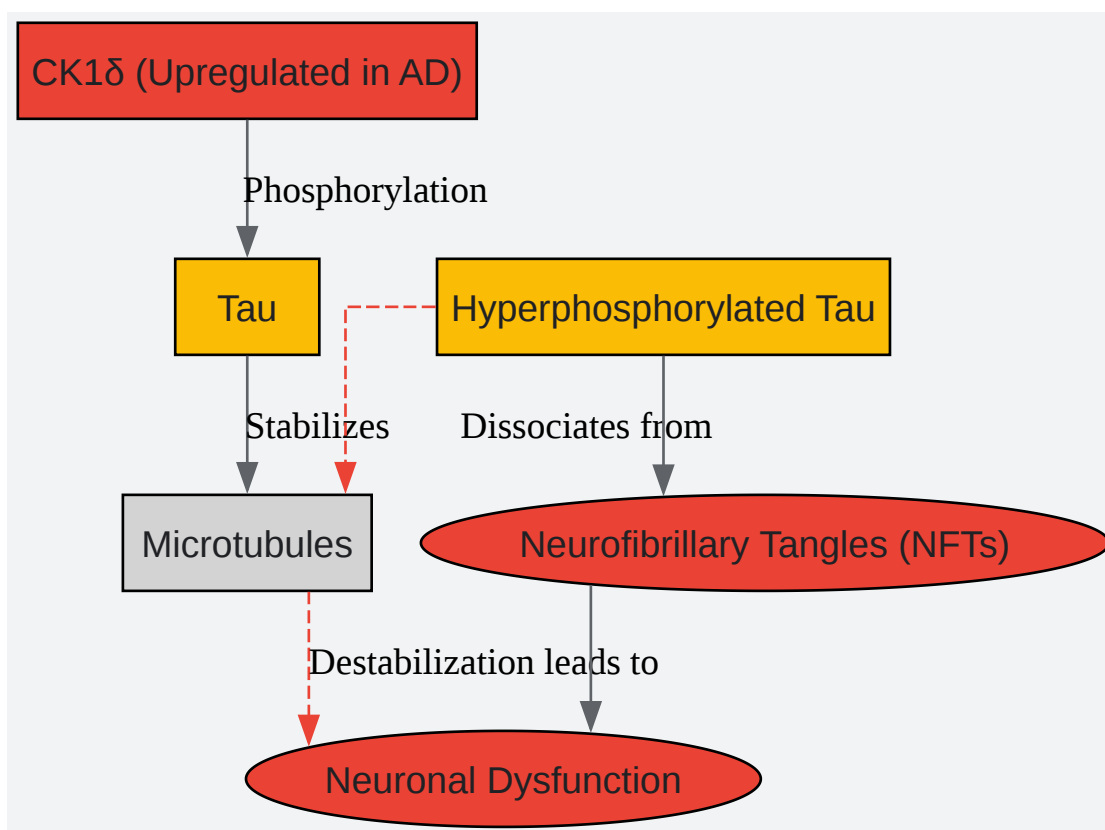 CK1δ (Upregulated in AD)
Phosphorylation
Tau
Hyperphosphorylated Tau
Stabilizes
Dissociates from
Microtubules
Neurofibrillary Tangles (NFTs)
Destabilization leads to
Neuronal Dysfunction